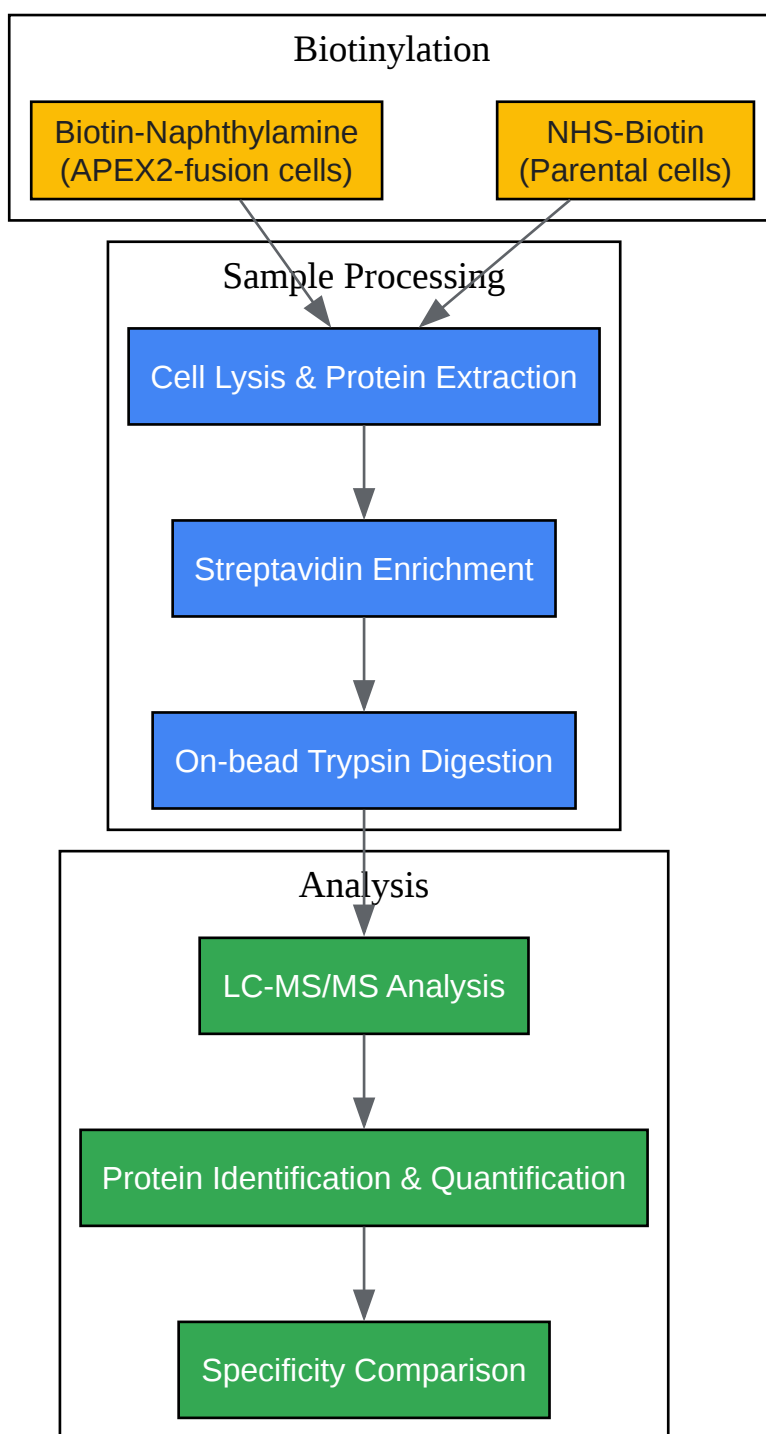 Biotinylation
Biotin-Naphthylamine
(APEX2-fusion cells)
NHS-Biotin
(Parental cells)
Sample Processing
Cell Lysis & Protein Extraction
Streptavidin Enrichment
On-bead Trypsin Digestion
Analysis
LC-MS/MS Analysis
Protein Identification & Quantification
Specificity Comparison